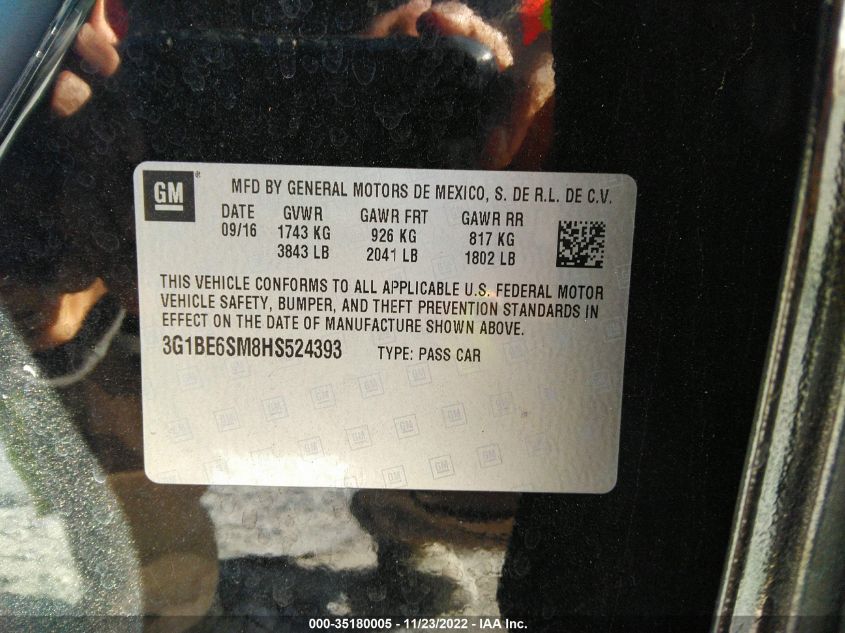 GM
MFD BY GENERAL MOTORS DE MEXICO, S. DE R.L. DE C.V.
DATE GVWR GAWR FRT GAWR RR
09/16 1743 KG 926 KG 817 KG
3843 LB 2041 LB 1802 LB
THIS VEHICLE CONFORMS TO ALL APPLICABLE U.S. FEDERAL MOTOR
VEHICLE SAFETY, BUMPER, AND THEFT PREVENTION STANDARDS IN
EFFECT ON THE DATE OF MANUFACTURE SHOWN ABOVE.
3G1BE6SM8HS524393 TYPE: PASS CAR
000-35180005 - 11/23/2022 - IAA Inc.